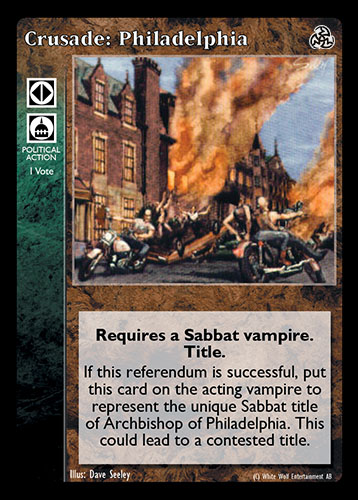 Crusade: Philadelphia
POLITICAL
ACTION
1 Vote
Requires a Sabbat vampire.
Title.
If this referendum is successful, put
this card on the acting vampire to
represent the unique Sabbat title
of Archbishop of Philadelphia. This
could lead to a contested title.
Illus: Dave Seeley
(C) White Wolf Entertainment AB